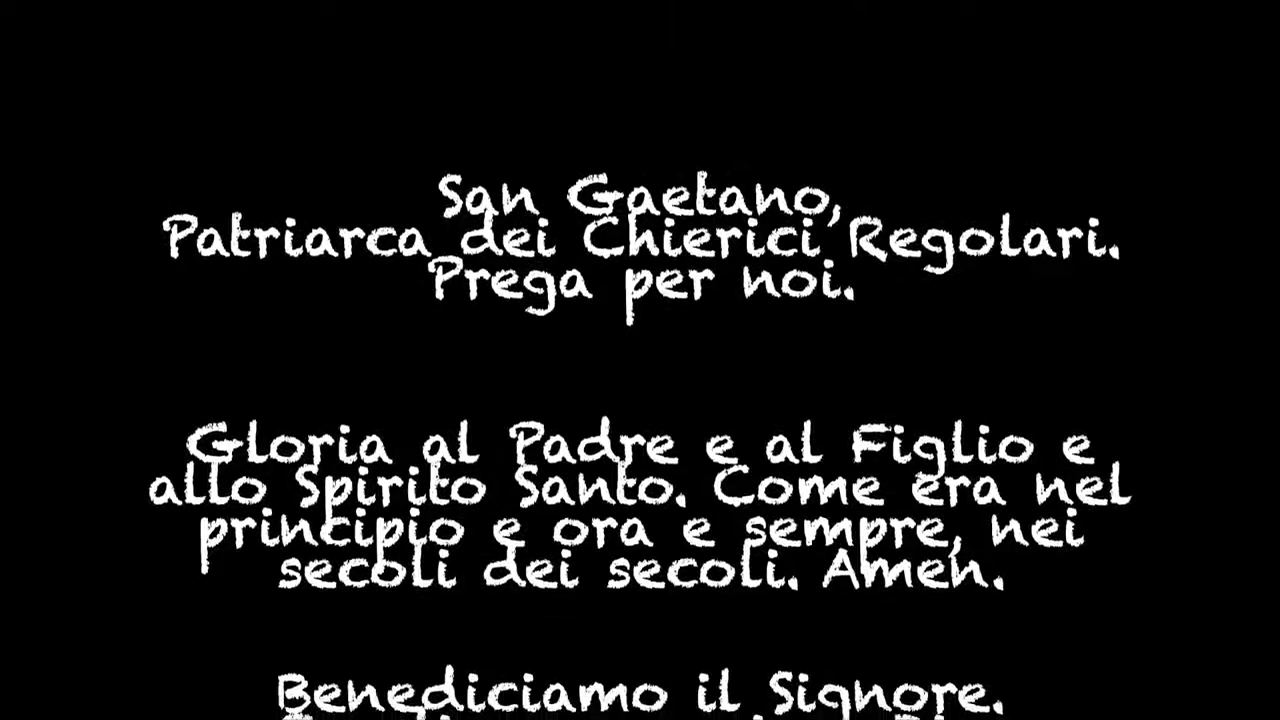 San Gaetano,
Patriarca dei Chierici Regolari.
Prega per noi.
Gloria al Padre e al Figlio e
allo Spirito Santo. Come era nel
principio e ora e sempre, nei
secoli dei secoli. Amen.
Benediciamo il Signore.